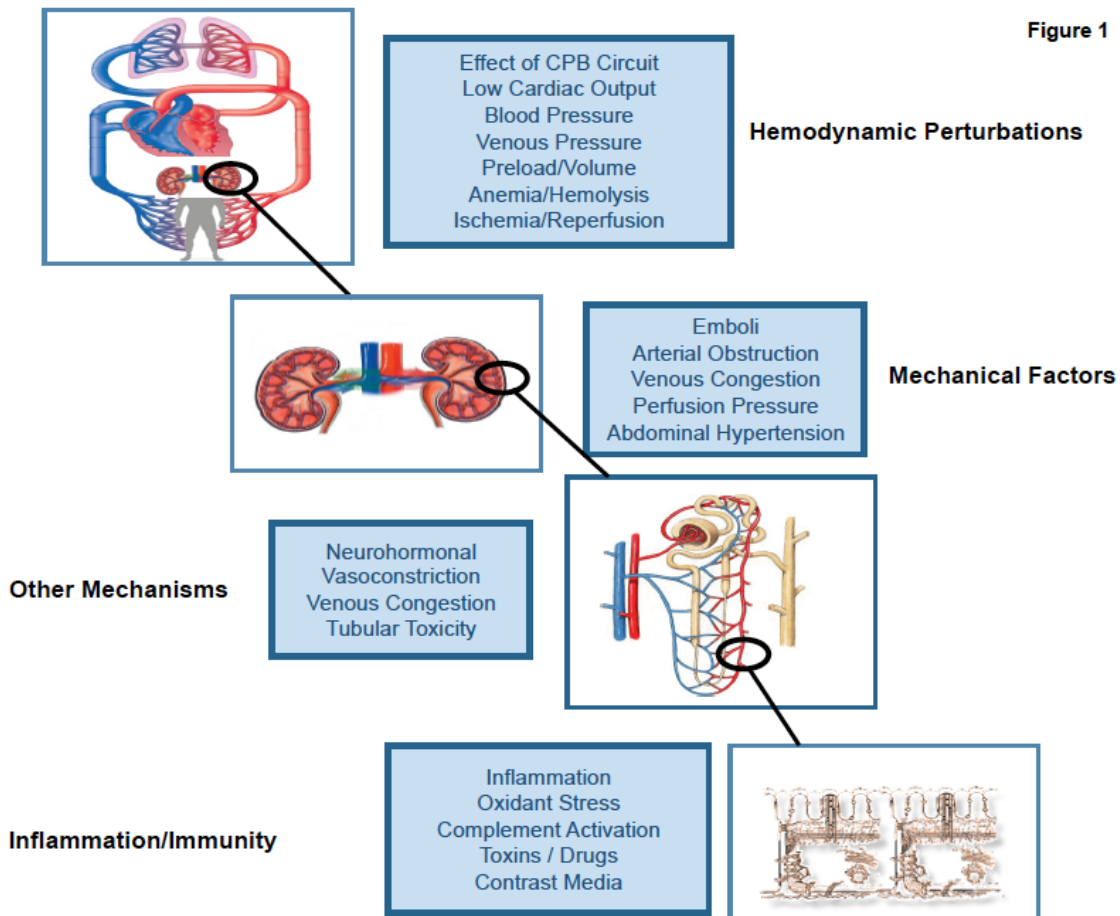 Figure 1
Effect of CPB Circuit
Low Cardiac Output
Blood Pressure
Venous Pressure
Preload/Volume
Anemia/Hemolysis
Ischemia/Reperfusion
Hemodynamic Perturbations
Emboli
Arterial Obstruction
Venous Congestion
Perfusion Pressure
Abdominal Hypertension
Mechanical Factors
Other Mechanisms
Neurohormonal
Vasoconstriction
Venous Congestion
Tubular Toxicity
Inflammation/Immunity
Inflammation
Oxidant Stress
Complement Activation
Toxins / Drugs
Contrast Media